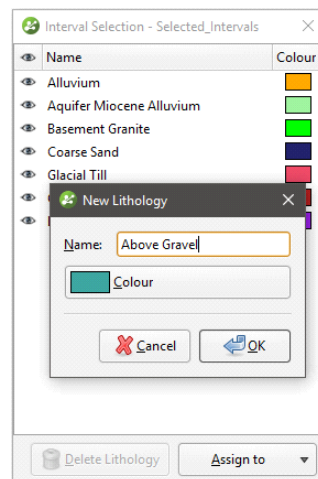 Interval Selection - Selected_Intervals
Name Colour
Alluvium
Aquifer Miocene Alluvium
Basement Granite
Coarse Sand
Glacial Till
New Lithology
Name: Above Gravel
Colour
Cancel OK
Delete Lithology Assign to